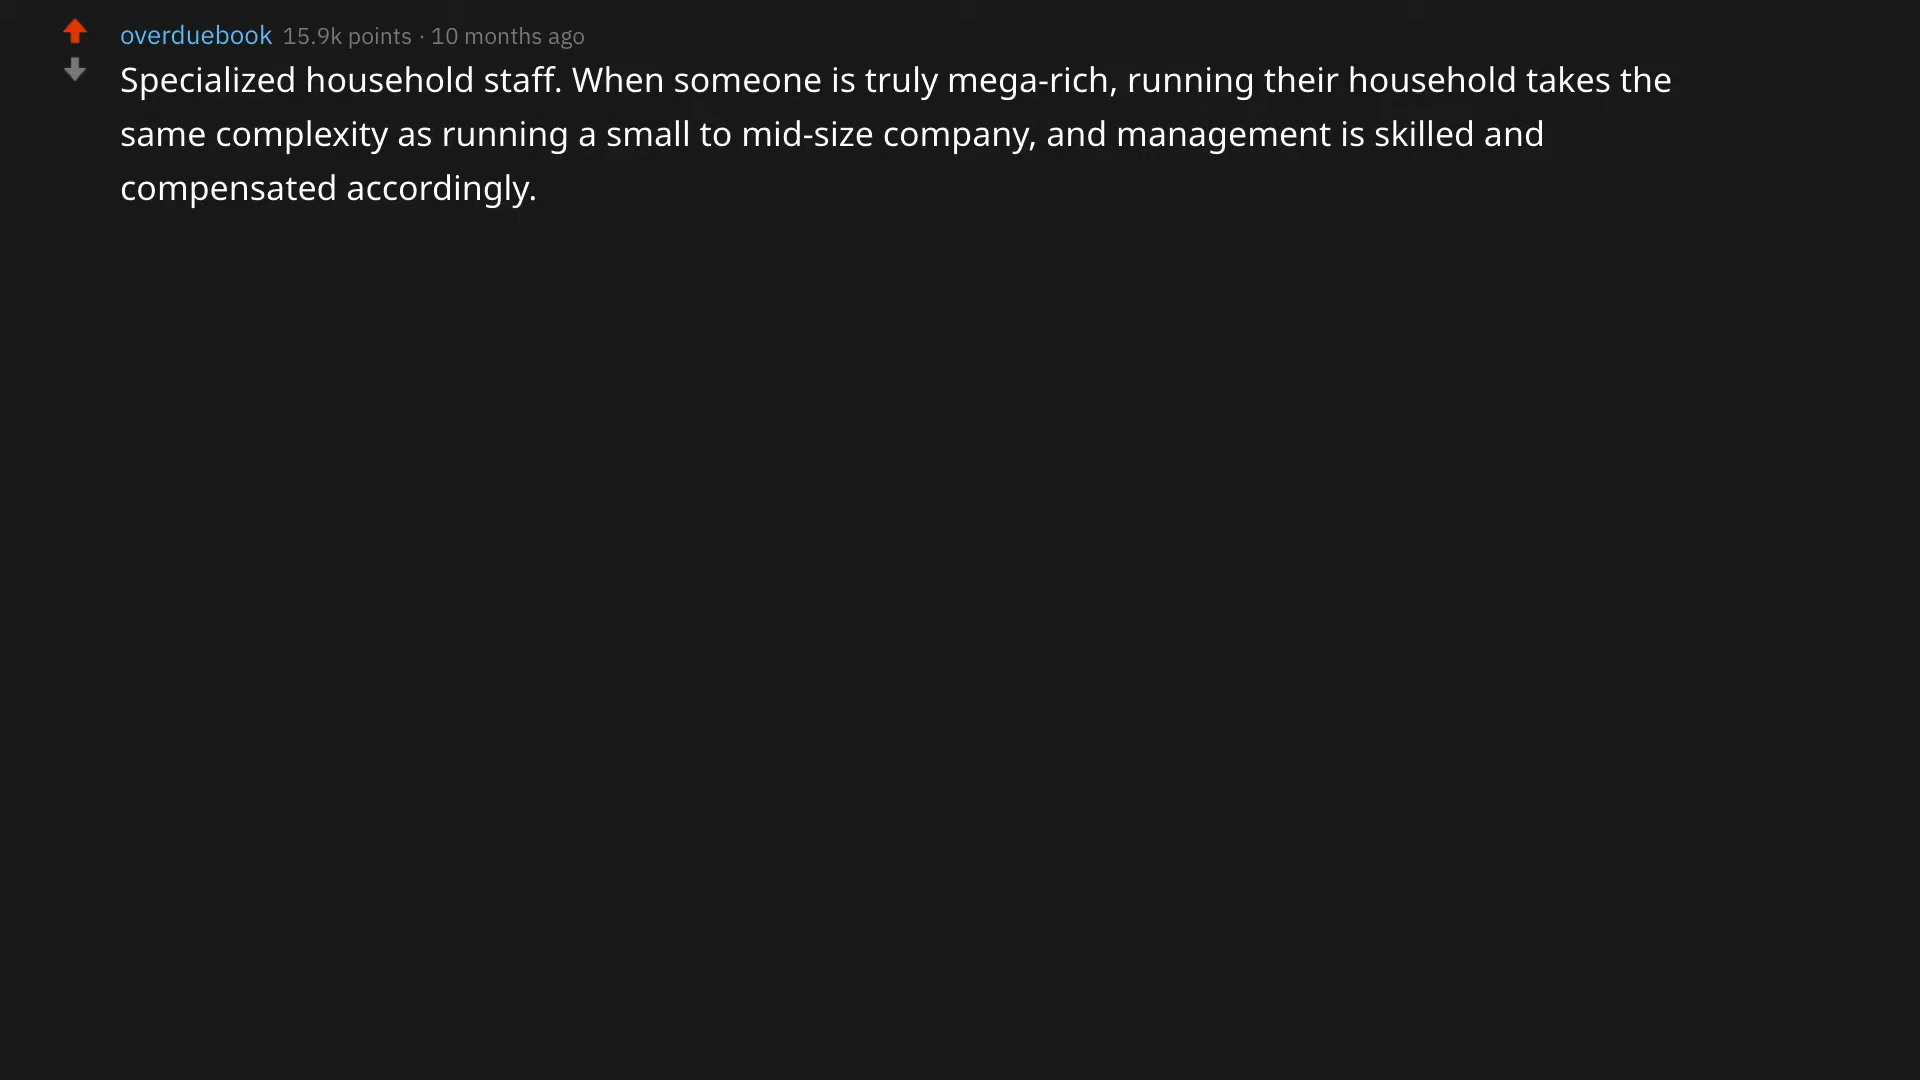 overduebook 15.9k points · 10 months ago
Specialized household staff. When someone is truly mega-rich, running their household takes the
same complexity as running a small to mid-size company, and management is skilled and
compensated accordingly.